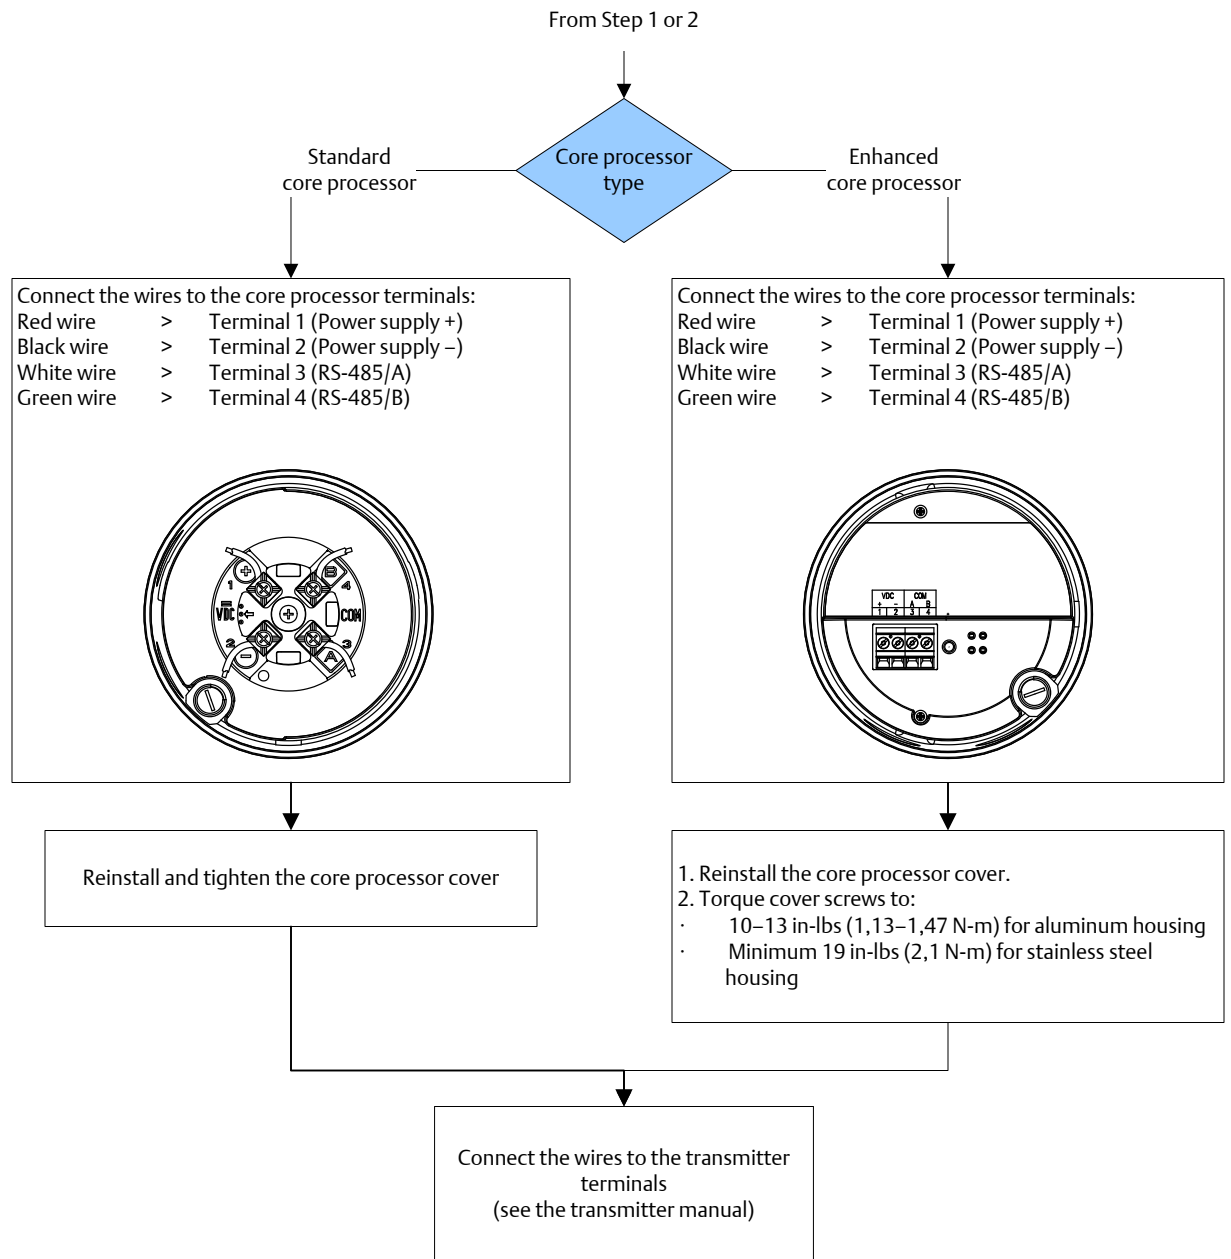 From Step 1 or 2
Core processor
type
Standard
core processor
Enhanced
core processor
Connect the wires to the core processor terminals:
Red wire > Terminal 1 (Power supply +)
Black wire > Terminal 2 (Power supply –)
White wire > Terminal 3 (RS-485/A)
Green wire > Terminal 4 (RS-485/B)
+ B
1 4
VDC COM
2 3
– A
Connect the wires to the core processor terminals:
Red wire > Terminal 1 (Power supply +)
Black wire > Terminal 2 (Power supply –)
White wire > Terminal 3 (RS-485/A)
Green wire > Terminal 4 (RS-485/B)
VDC COM
+ – A B
1 2 3 4
Reinstall and tighten the core processor cover
1. Reinstall the core processor cover.
2. Torque cover screws to:
· 10–13 in-lbs (1,13–1,47 N-m) for aluminum housing
· Minimum 19 in-lbs (2,1 N-m) for stainless steel
housing
Connect the wires to the transmitter
terminals
(see the transmitter manual)